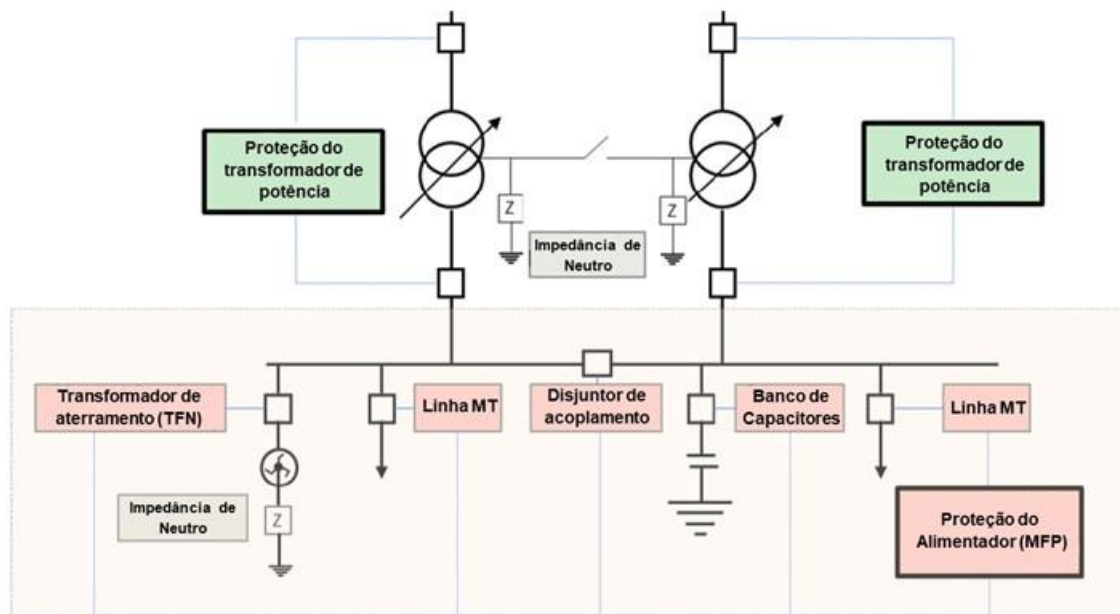 Proteção do
transformador de
potência
Proteção do
transformador de
potência
Z
Z
Impedância de
Neutro
Transformador de
aterramento (TFN)
Linha MT
Disjuntor de
acoplamento
Banco de
Capacitores
Linha MT
Impedância de
Neutro
Z
Proteção do
Alimentador (MFP)